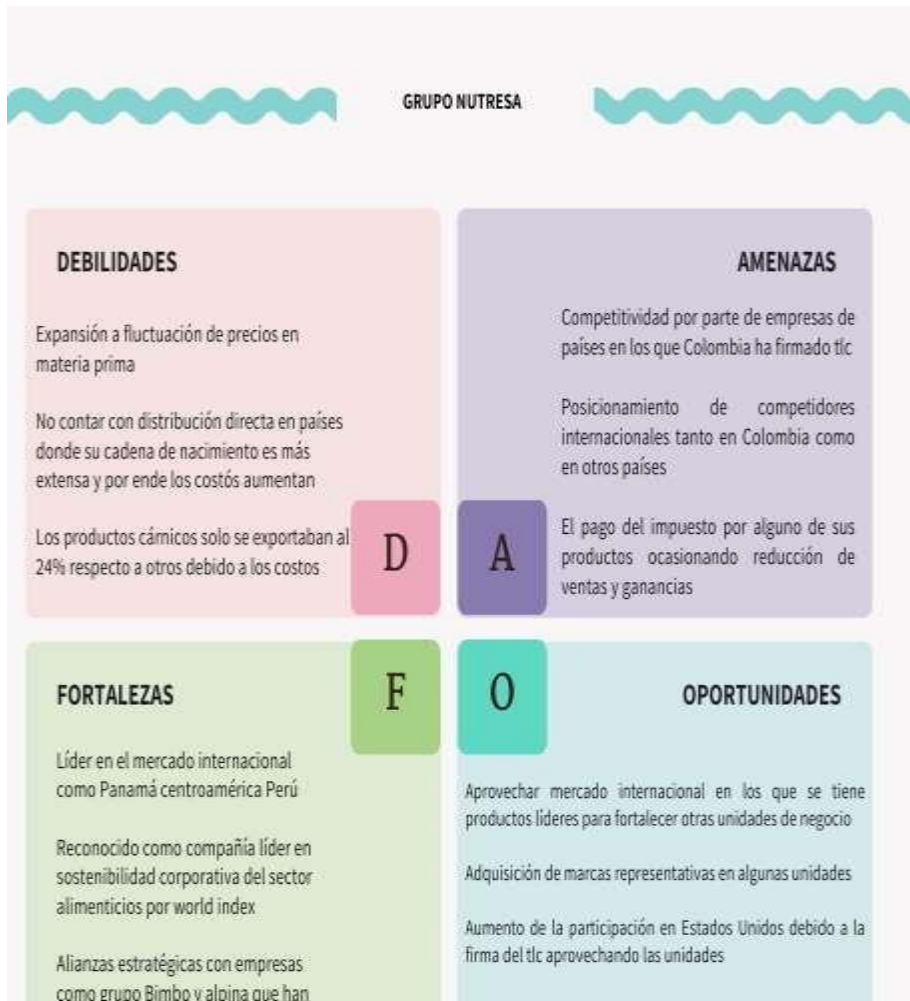 GRUPO NUTRESA
DEBILIDADES
Expansión a fluctuación de precios en
materia prima
No contar con distribución directa en países
donde su cadena de nacimiento es más
extensa y por ende los costós aumentan
Los productos cárnicos solo se exportaban al
24% respecto a otros debido a los costos
D
AMENAZAS
Competitividad por parte de empresas de
países en los que Colombia ha firmado tlc
Posicionamiento de competidores
internacionales tanto en Colombia como
en otros países
El pago del impuesto por alguno de sus
productos ocasionando reducción de
ventas y ganancias
A
FORTALEZAS
F
Líder en el mercado internacional
como Panamá centroamérica Perú
Reconocido como compañía líder en
sostenibilidad corporativa del sector
alimenticios por world index
Alianzas estratégicas con empresas
como grupo Bimbo y alpina que han
O
OPORTUNIDADES
Aprovechar mercado internacional en los que se tiene
productos líderes para fortalecer otras unidades de negocio
Adquisición de marcas representativas en algunas unidades
Aumento de la participación en Estados Unidos debido a la
firma del tlc aprovechando las unidades